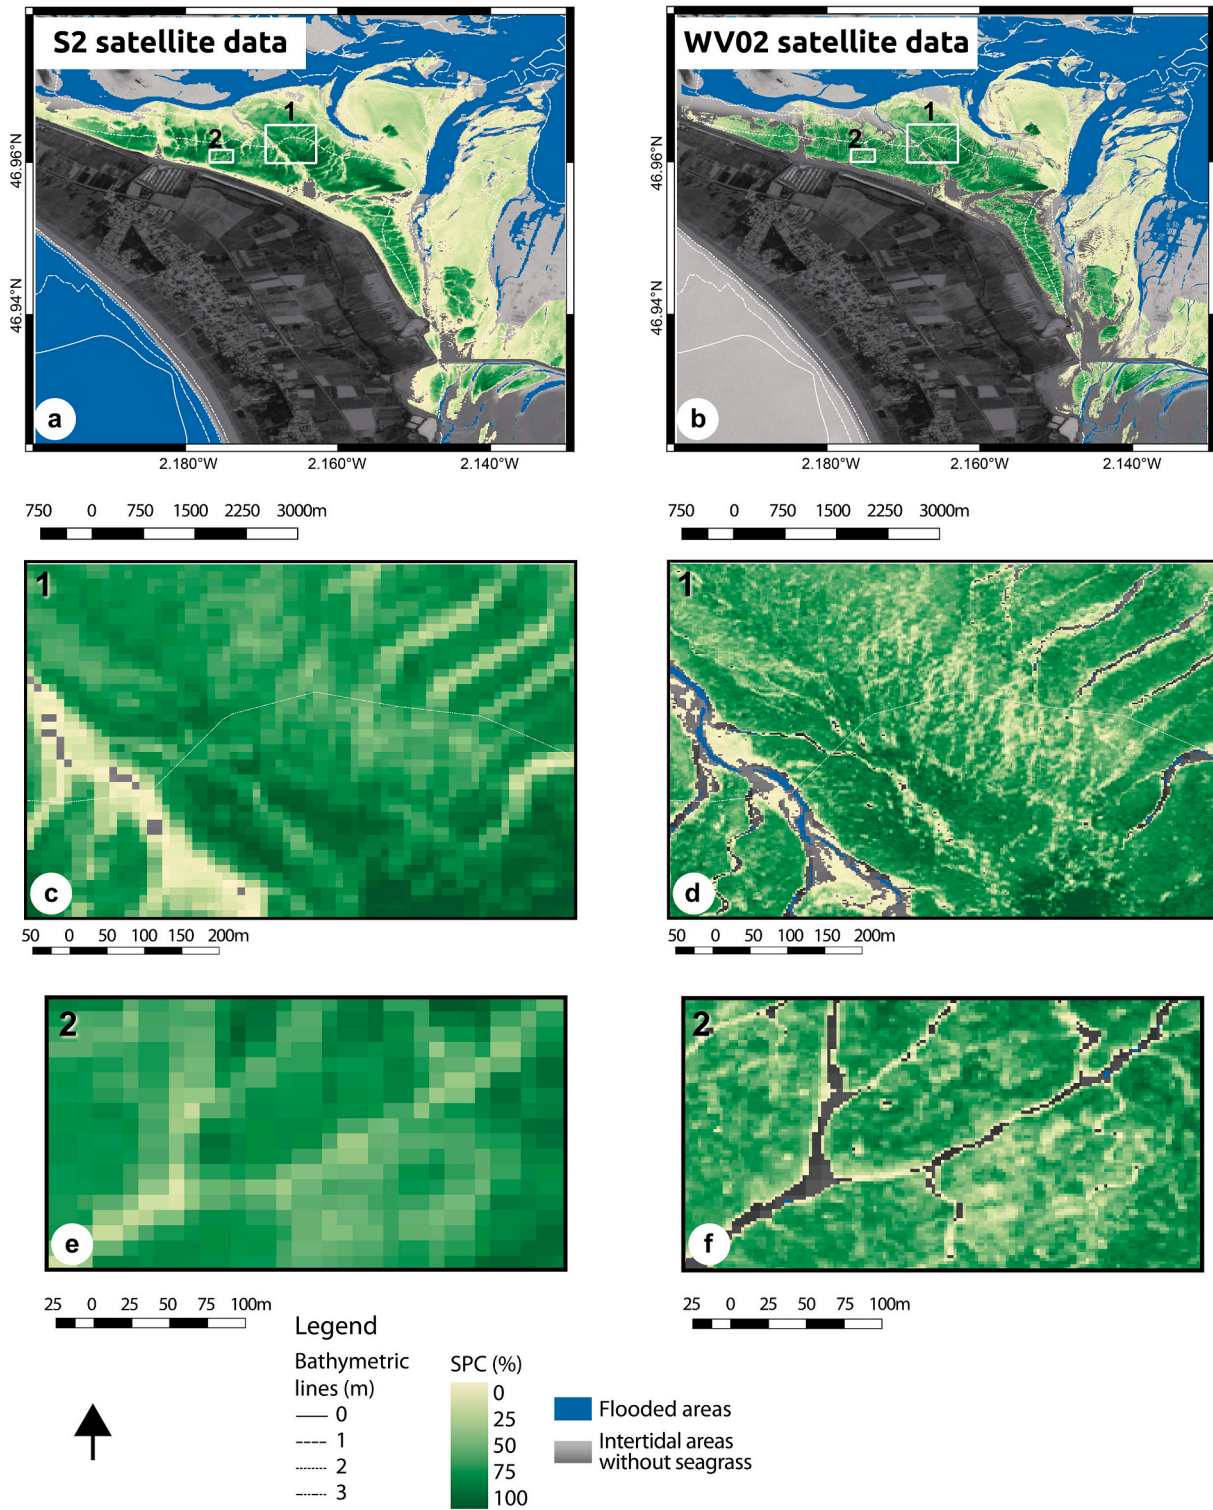 S2 satellite data
WV02 satellite data
1
2
1
2
46.96°N
46.94°N
46.96°N
46.94°N
a
b
2.180°W 2.160°W 2.140°W
2.180°W 2.160°W 2.140°W
750 0 750 1500 2250 3000m
750 0 750 1500 2250 3000m
1
1
c
d
50 0 50 100 150 200m
50 0 50 100 150 200m
2
2
e
f
25 0 25 50 75 100m
25 0 25 50 75 100m
Legend
Bathymetric
lines (m)
0
1
2
3
SPC (%)
0
25
50
75
100
Flooded areas
Intertidal areas
without seagrass